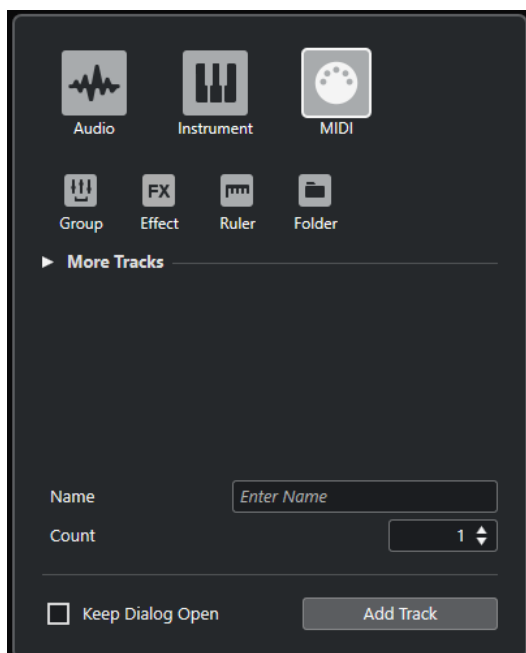 Audio Instrument MIDI
FX
Group Effect Ruler Folder
More Tracks
Name Enter Name
Count 1
Keep Dialog Open Add Track